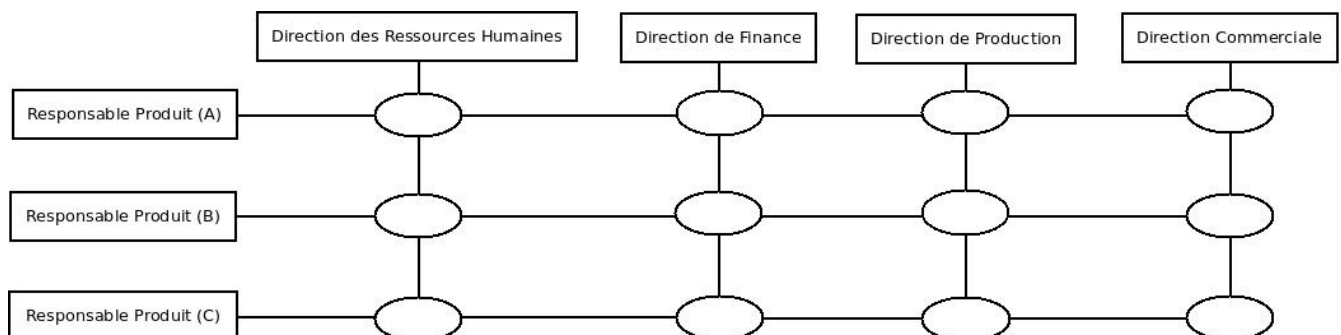 Direction des Ressources Humaines
Direction de Finance
Direction de Production
Direction Commerciale
Responsable Produit (A)
Responsable Produit (B)
Responsable Produit (C)